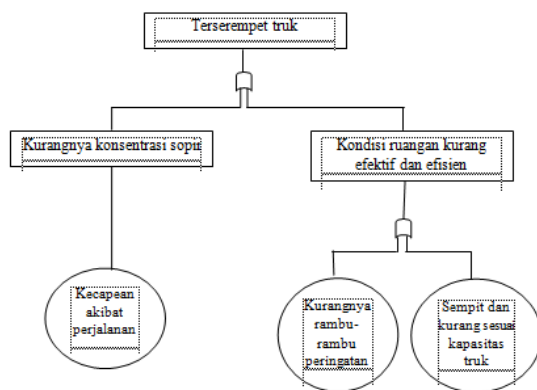 Terserempet truk
Kurangnya konsentrasi sopir
Kondisi ruangan kurang
efektif dan efisien
Kecapean
akibat
perjalanan
Kurangnya
rambu-
rambu
peringatan
Sempit dan
kurang sesuai
kapasitas
truk